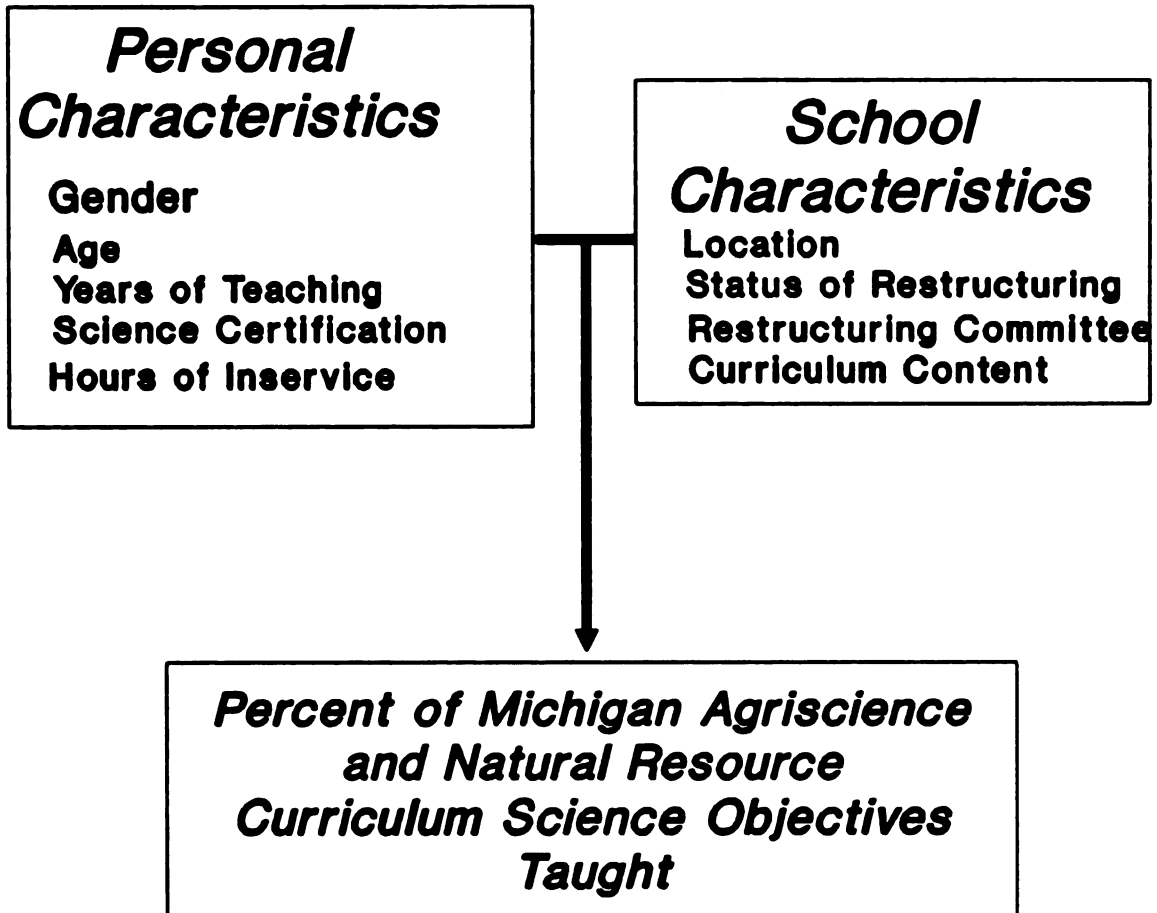 Personal
Characteristics
Gender
Age
Years of Teaching
Science Certification
Hours of Inservice
School
Characteristics
Location
Status of Restructuring
Restructuring Committee
Curriculum Content
Percent of Michigan Agriscience
and Natural Resource
Curriculum Science Objectives
Taught